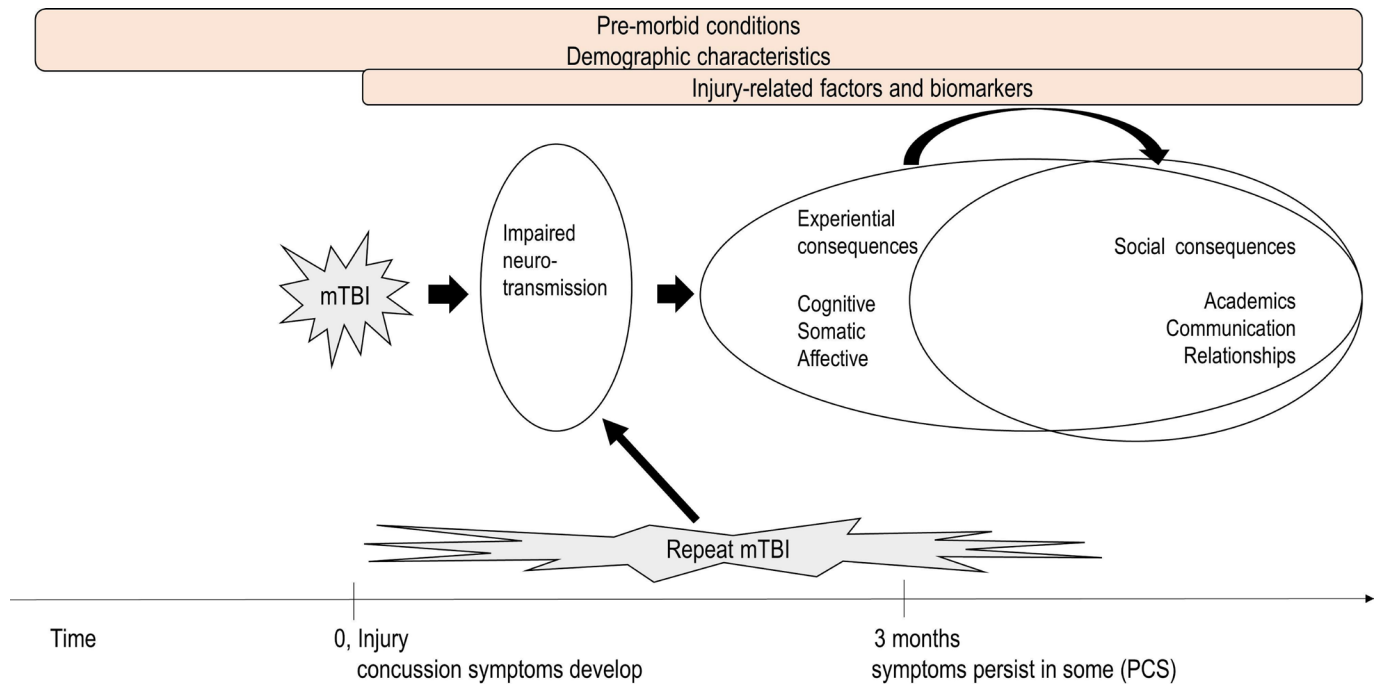 Pre-morbid conditions
Demographic characteristics
Injury-related factors and biomarkers
mTBI
Impaired
neuro-
transmission
Experiential
consequences
Cognitive
Somatic
Affective
Social consequences
Academics
Communication
Relationships
Repeat mTBI
Time
0, Injury
concussion symptoms develop
3 months
symptoms persist in some (PCS)